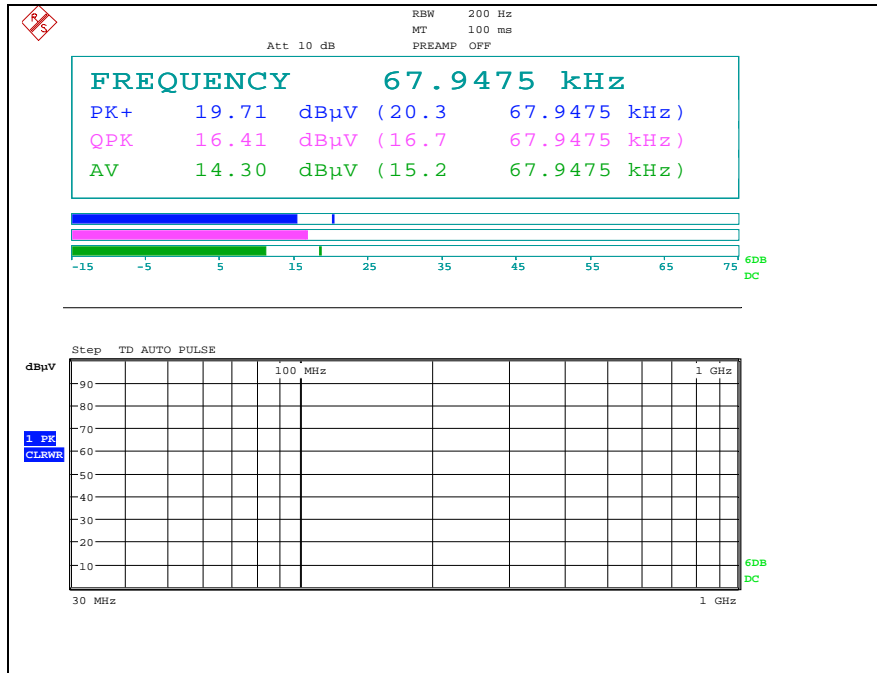 R S
RBW 200 Hz
MT 100 ms
Att 10 dB PREAMP OFF
FREQUENCY 67.9475 kHz
PK+ 19.71 dBµV (20.3 67.9475 kHz)
QPK 16.41 dBµV (16.7 67.9475 kHz)
AV 14.30 dBµV (15.2 67.9475 kHz)
-15 -5 5 15 25 35 45 55 65 75
6DB
DC
Step TD AUTO PULSE
dBµV
100 MHz 1 GHz
90
80
70
1 PK
CLRWR
60
50
40
30
20
10
6DB
DC
30 MHz 1 GHz